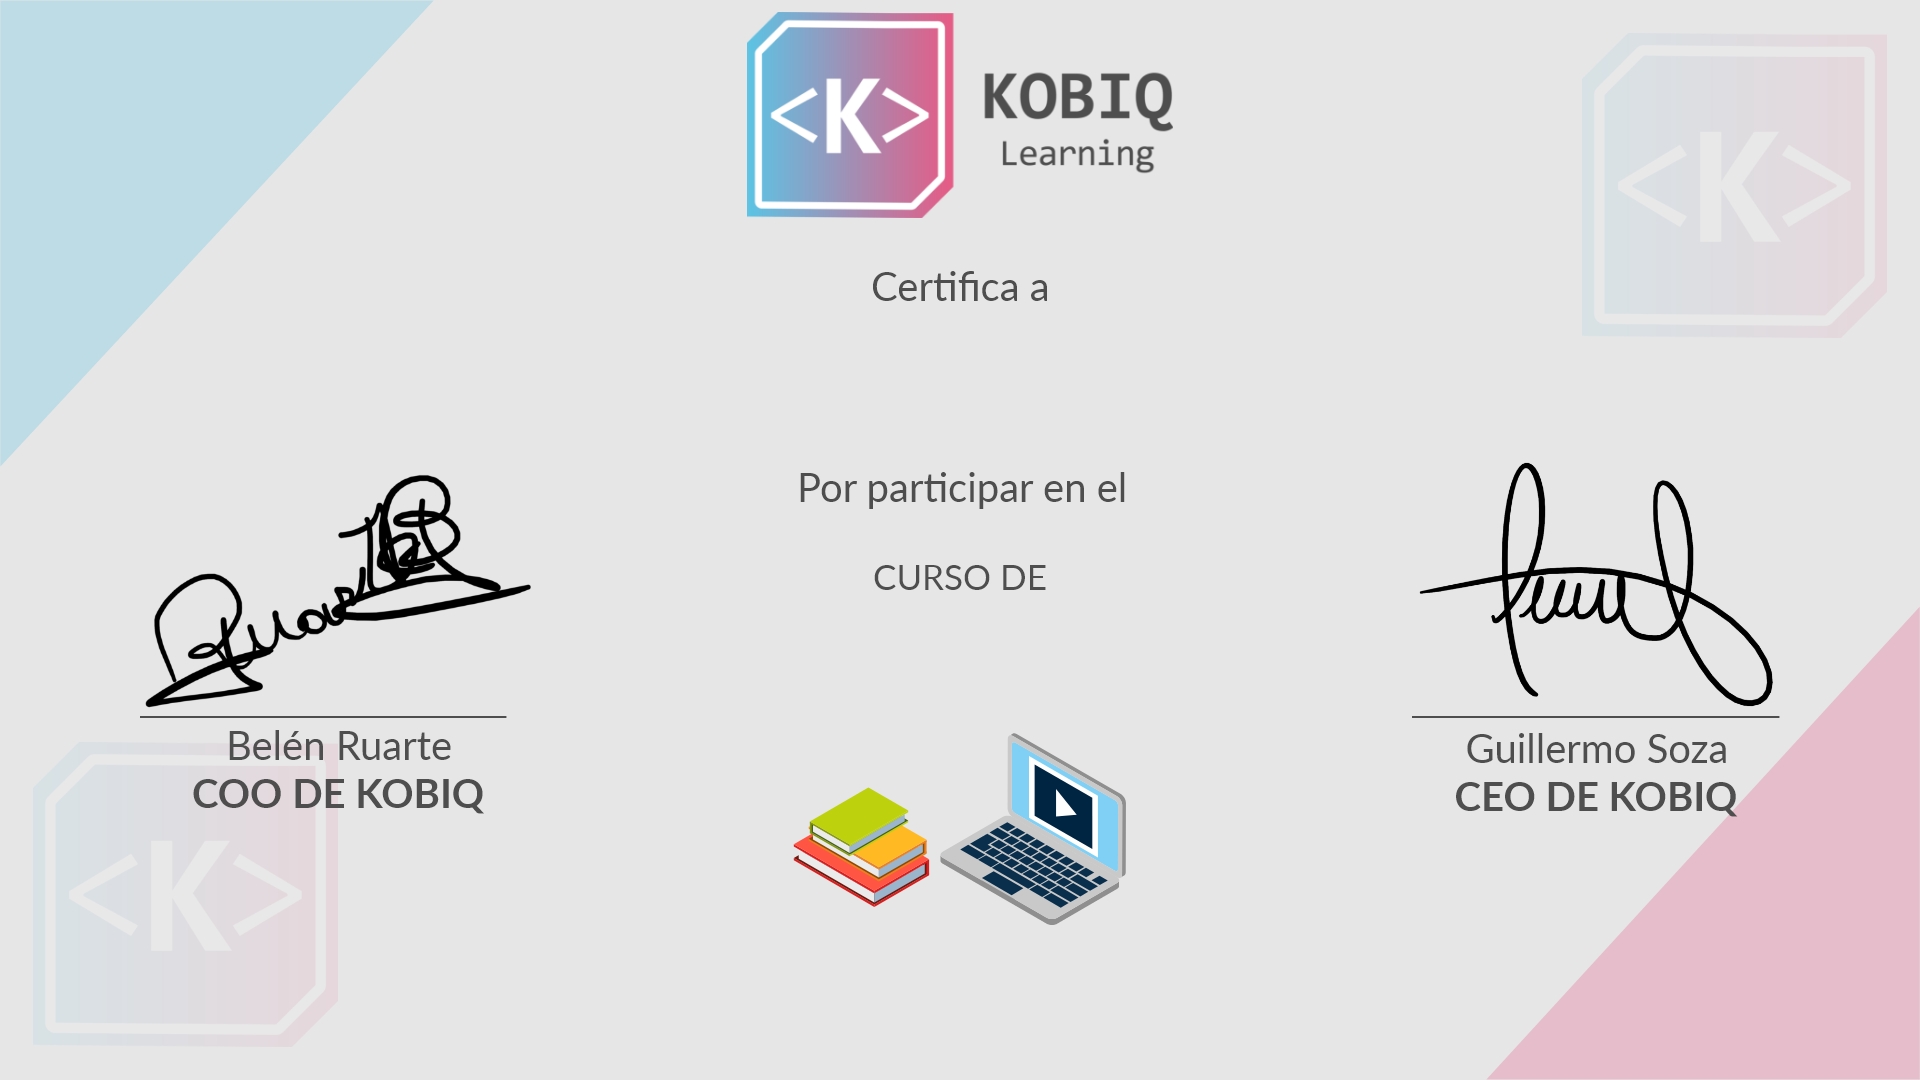 <K>
KOBIQ
Learning
<K>
Certifica a
Por participar en el
CURSO DE
Belén Ruarte
COO DE KOBIQ
Guillermo Soza
CEO DE KOBIQ
<K>